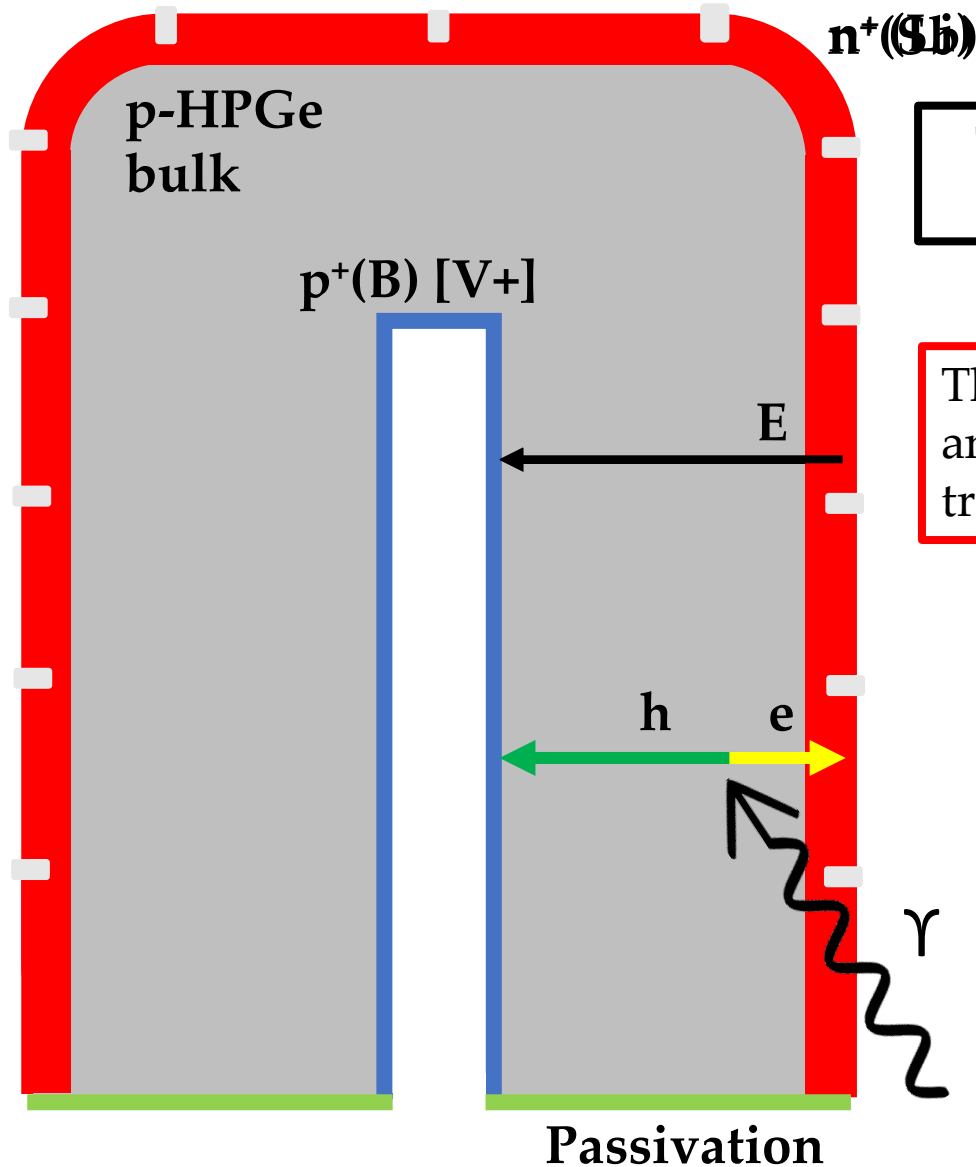 p-HPGe
bulk
p⁺(B) [V+]
E
h e
γ
Passivation